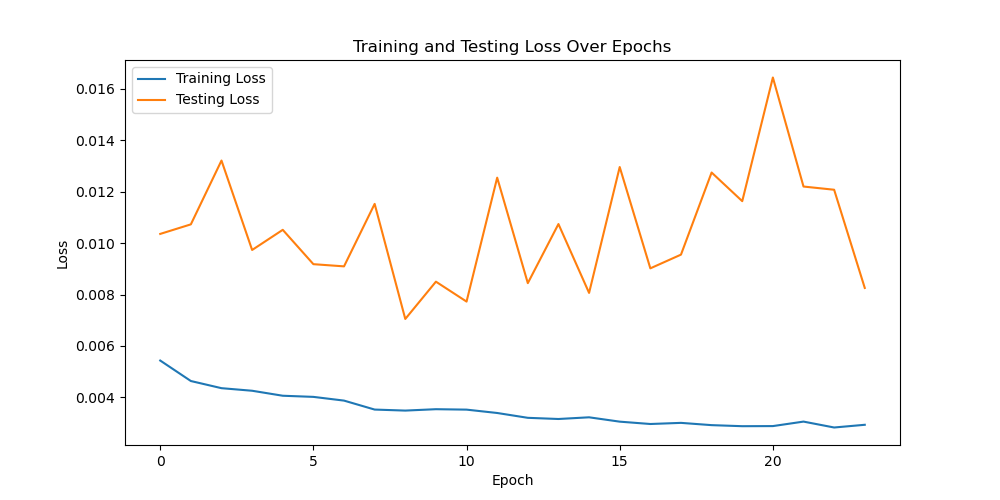 Training and Testing Loss Over Epochs
Training Loss
Testing Loss
0.016
0.014
0.012
0.010
0.008
0.006
0.004
Loss
0 5 10 15 20
Epoch